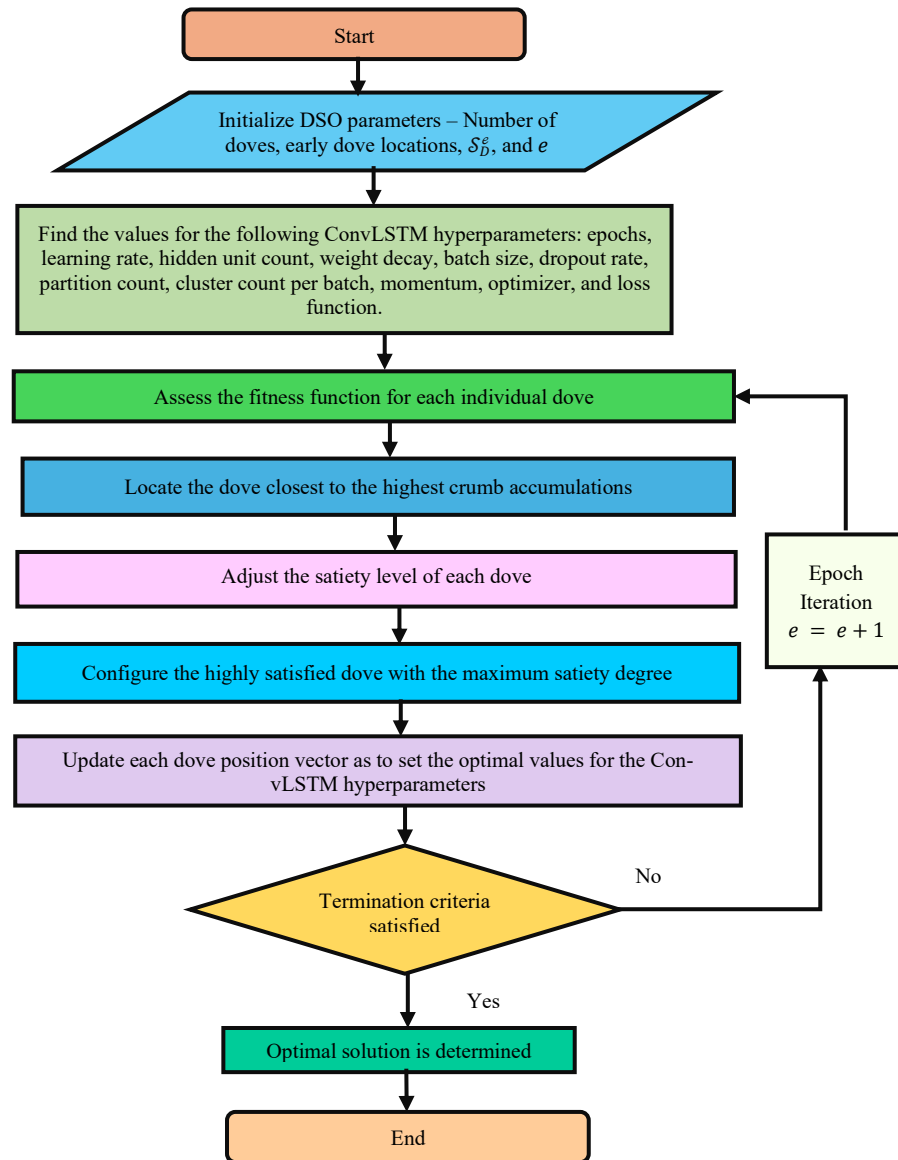 Start
Initialize DSO parameters – Number of
doves, early dove locations, 𝒮ᴰᵉ, and e
Find the values for the following ConvLSTM hyperparameters: epochs,
learning rate, hidden unit count, weight decay, batch size, dropout rate,
partition count, cluster count per batch, momentum, optimizer, and loss
function.
Assess the fitness function for each individual dove
Locate the dove closest to the highest crumb accumulations
Adjust the satiety level of each dove
Epoch
Iteration
e = e + 1
Configure the highly satisfied dove with the maximum satiety degree
Update each dove position vector as to set the optimal values for the Con-
vLSTM hyperparameters
Termination criteria
satisfied
No
Yes
Optimal solution is determined
End